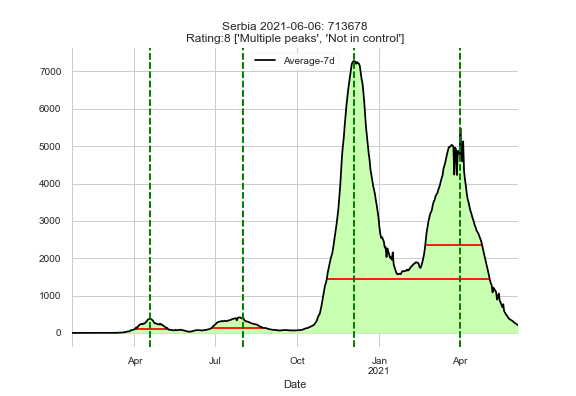 Serbia 2021-06-06: 713678
Rating:8 ['Multiple peaks', 'Not in control']
Average-7d
7000
6000
5000
4000
3000
2000
1000
0
Apr
Jul
Oct
Jan
2021
Apr
Date